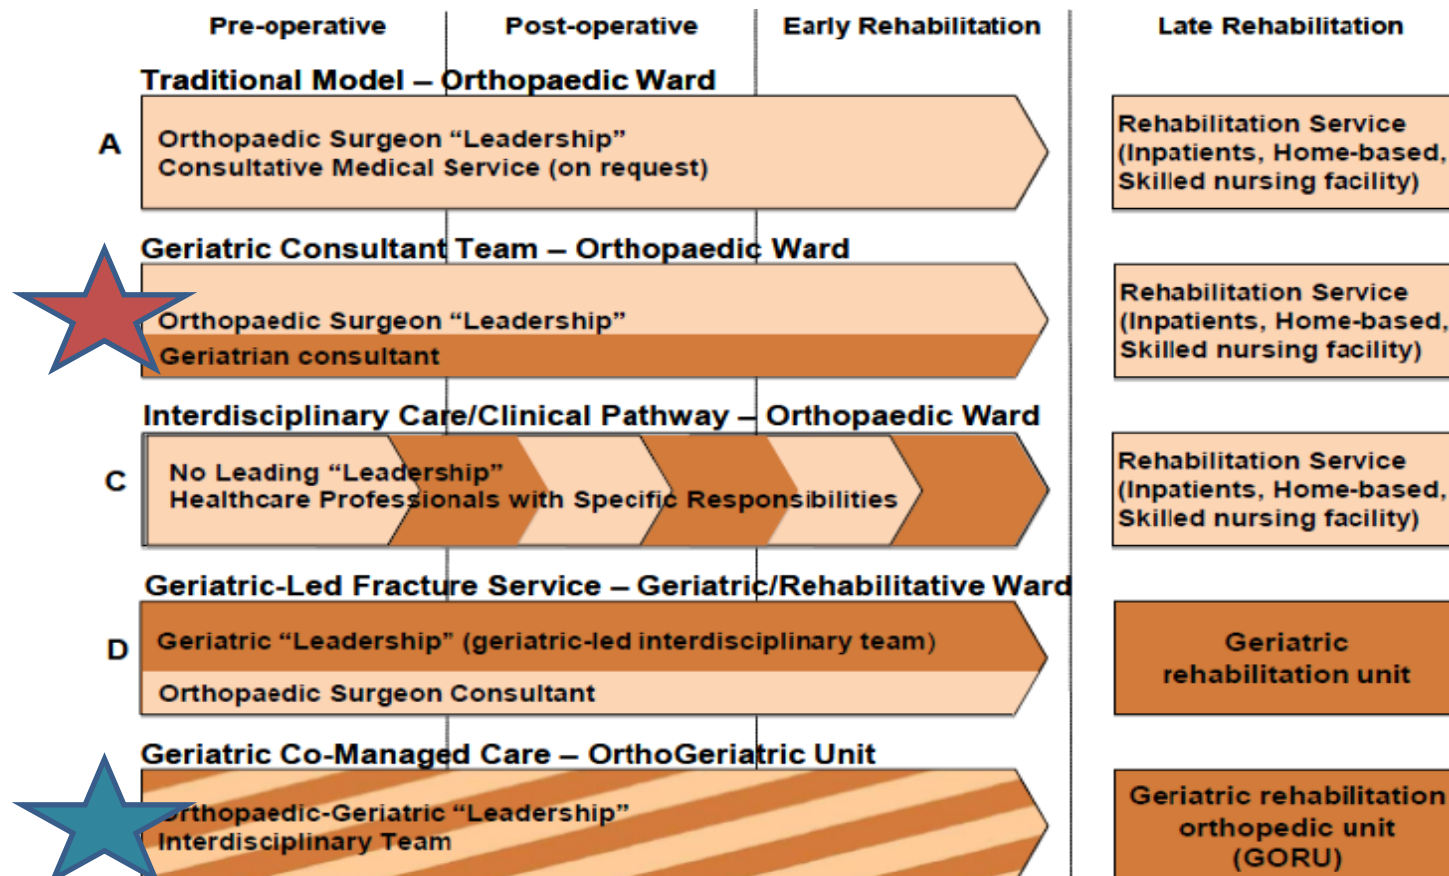 Pre-operative Post-operative Early Rehabilitation Late Rehabilitation
Traditional Model – Orthopaedic Ward
A
Orthopaedic Surgeon “Leadership”
Consultative Medical Service (on request)
Rehabilitation Service
(Inpatients, Home-based,
Skilled nursing facility)
Geriatric Consultant Team – Orthopaedic Ward
Orthopaedic Surgeon “Leadership”
Geriatrian consultant
Rehabilitation Service
(Inpatients, Home-based,
Skilled nursing facility)
Interdisciplinary Care/Clinical Pathway – Orthopaedic Ward
C
No Leading “Leadership”
Healthcare Professionals with Specific Responsibilities
Rehabilitation Service
(Inpatients, Home-based,
Skilled nursing facility)
Geriatric-Led Fracture Service – Geriatric/Rehabilitative Ward
D
Geriatric “Leadership” (geriatric-led interdisciplinary team)
Orthopaedic Surgeon Consultant
Geriatric
rehabilitation unit
Geriatric Co-Managed Care – OrthoGeriatric Unit
Orthopaedic-Geriatric “Leadership”
Interdisciplinary Team
Geriatric rehabilitation
orthopedic unit
(GORU)